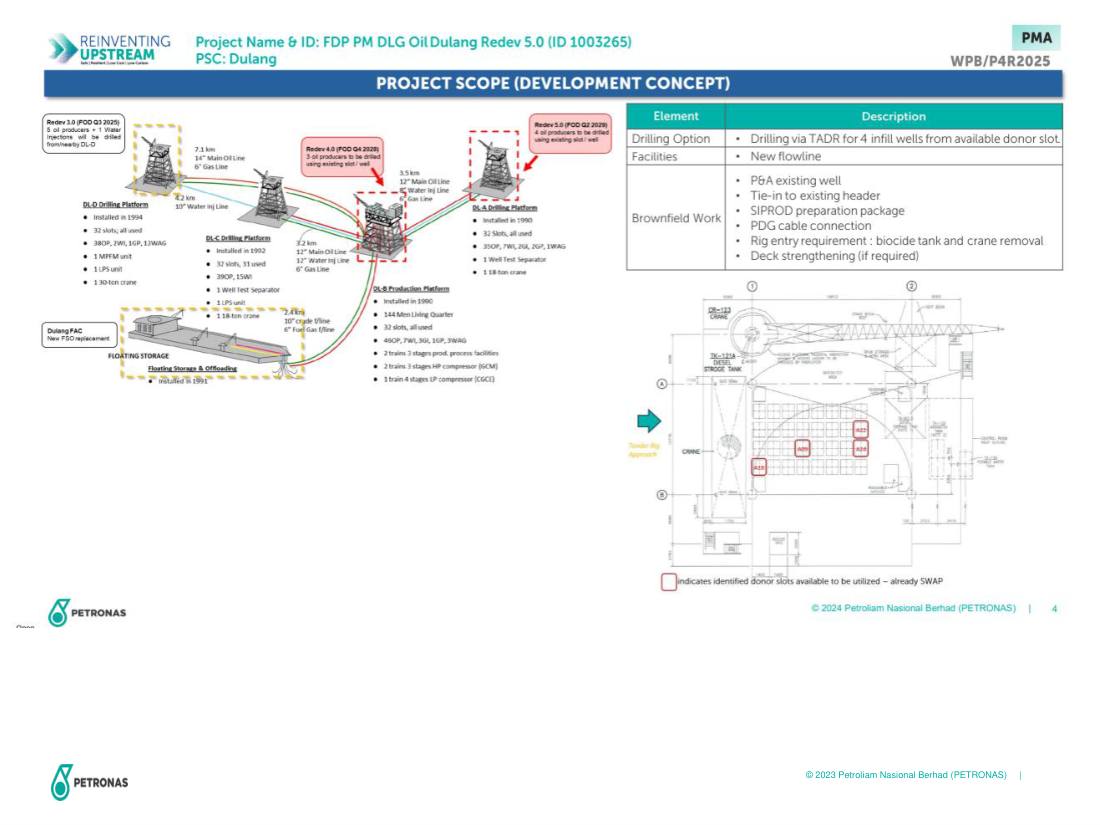 REINVENTING
UPSTREAM
Project Name & ID: FDP PM DLG Oil Dulang Redev 5.0 (ID 1003265)
PSC: Dulang
PMA
WPB/P4R2025
PROJECT SCOPE (DEVELOPMENT CONCEPT)
Redev 3.0 (FOD Q3 2025)
5 oil producers + 1 Water
Injections will be drilled
from/nearby DL-D
7.1 km
14" Main Oil Line
6" Gas Line
4.2 km
10" Water Inj Line
Redev 4.0 (FOD Q4 2028)
3 oil producers to be drilled
using existing slot / well
Redev 5.0 (FOD Q2 2029)
4 oil producers to be drilled
using existing slot / well
3.5 km
12" Main Oil Line
8" Water Inj Line
6" Gas Line
DL-D Drilling Platform
● Installed in 1994
● 32 slots; all used
● 38OP, 2WI, 1GP, 12WAG
● 1 MPFM unit
● 1 LPS unit
● 1 30-ton crane
DL-C Drilling Platform
● Installed in 1992
● 32 slots, 31 used
● 39OP, 15WI
● 1 Well Test Separator
● 1 LPS unit
● 1 18-ton crane
3.2 km
12" Main Oil Line
12" Water Inj Line
6" Gas Line
DL-A Drilling Platform
● Installed in 1990
● 32 Slots, all used
● 35OP, 7WI, 2GI, 2GP, 1WAG
● 1 Well Test Separator
● 1 18-ton crane
DL-B Production Platform
● Installed in 1990
● 144 Men Living Quarter
● 32 slots, all used
● 46OP, 7WI, 3GI, 1GP, 3WAG
● 2 trains 3 stages prod. process facilities
● 2 trains 3 stages HP compressor (GCM)
● 1 train 4 stages LP compressor (CGCE)
2.4 km
10" crude f/line
6" Fuel Gas f/line
Dulang FAC
New FSO replacement
FLOATING STORAGE
Floating Storage & Offloading
● Installed in 1991
Element Description
Drilling Option • Drilling via TADR for 4 infill wells from available donor slot.
Facilities • New flowline
Brownfield Work
• P&A existing well
• Tie-in to existing header
• SIPROD preparation package
• PDG cable connection
• Rig entry requirement : biocide tank and crane removal
• Deck strengthening (if required)
1
2
CR-123
CRANE
TK-121A
DIESEL
STROGE TANK
A
Tender Rig
Approach
CRANE
A22
A09
A18
B
indicates identified donor slots available to be utilized – already SWAP
PETRONAS
© 2024 Petroliam Nasional Berhad (PETRONAS) | 4
PETRONAS
© 2023 Petroliam Nasional Berhad (PETRONAS) |